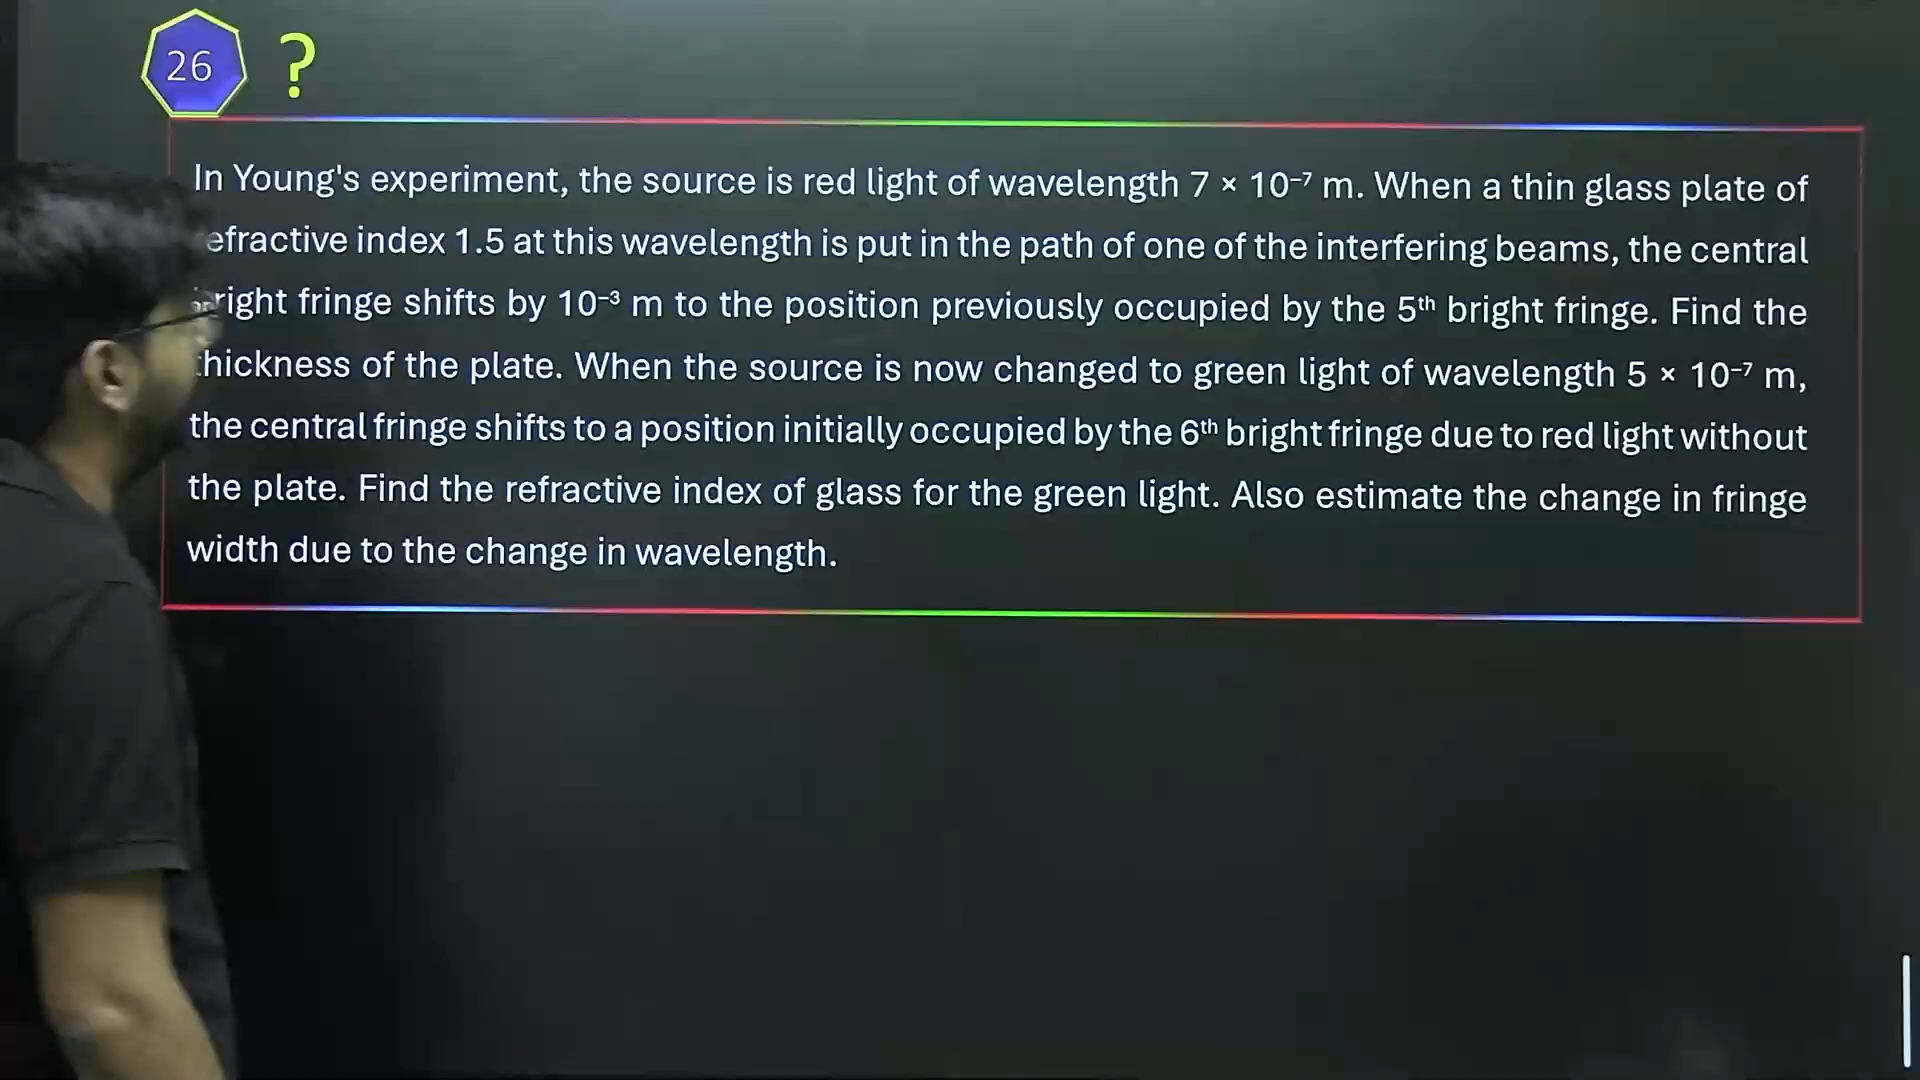 26 ?
In Young's experiment, the source is red light of wavelength 7 × 10⁻⁷ m. When a thin glass plate of
efractive index 1.5 at this wavelength is put in the path of one of the interfering beams, the central
right fringe shifts by 10⁻³ m to the position previously occupied by the 5ᵗʰ bright fringe. Find the
thickness of the plate. When the source is now changed to green light of wavelength 5 × 10⁻⁷ m,
the central fringe shifts to a position initially occupied by the 6ᵗʰ bright fringe due to red light without
the plate. Find the refractive index of glass for the green light. Also estimate the change in fringe
width due to the change in wavelength.